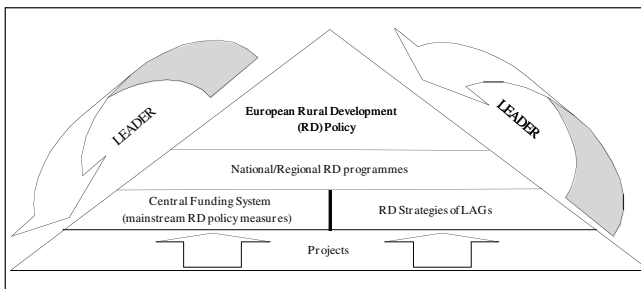 European Rural Development
(RD) Policy
LEADER
LEADER
National/Regional RD programmes
Central Funding System
(mainstream RD policy measures)
RD Strategies of LAGs
Projects